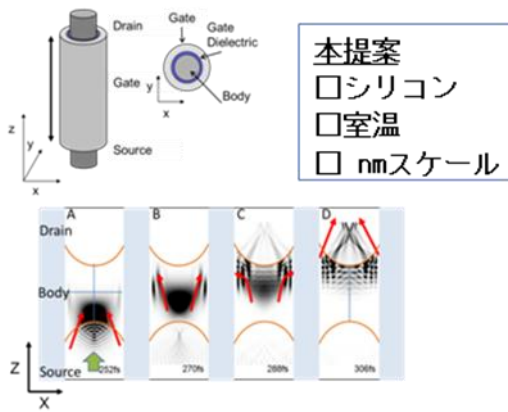 Drain
Gate
Source
z
y
x
Gate
Gate
Dielectric
Body
y
x
本提案
□シリコン
□室温
□ nmスケール
A
B
C
D
Drain
Body
Source
252fs
270fs
288fs
306fs
Z
X